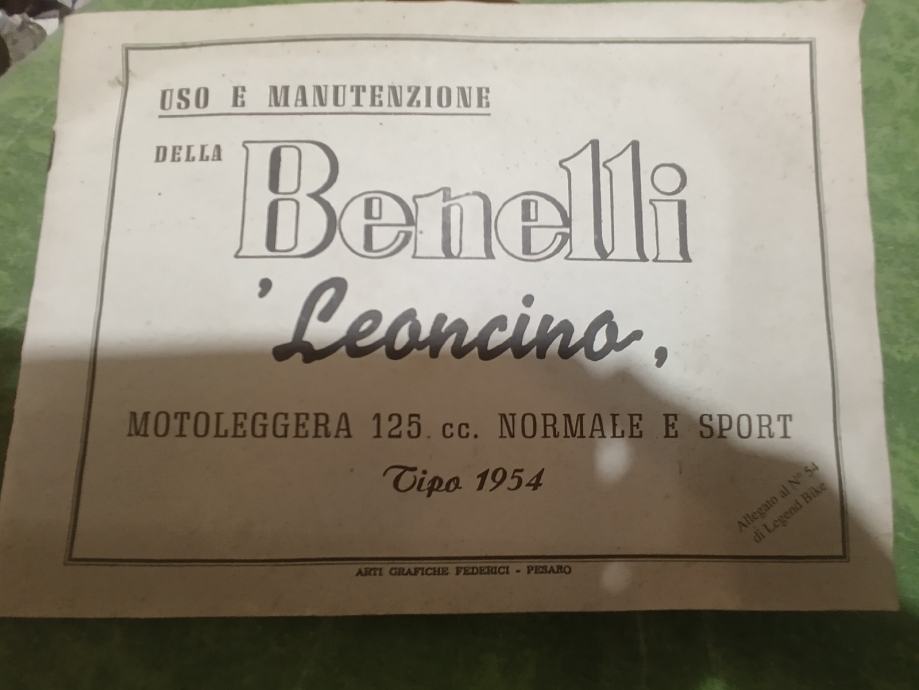 USO E MANUTENZIONE
DELLA Benelli
'Leoncino,
MOTOLEGGERA 125 cc. NORMALE E SPORT
Tipo 1954
Allegato al N° 54
di Legend Bike
ARTI GRAFICHE FEDERICI - PESARO